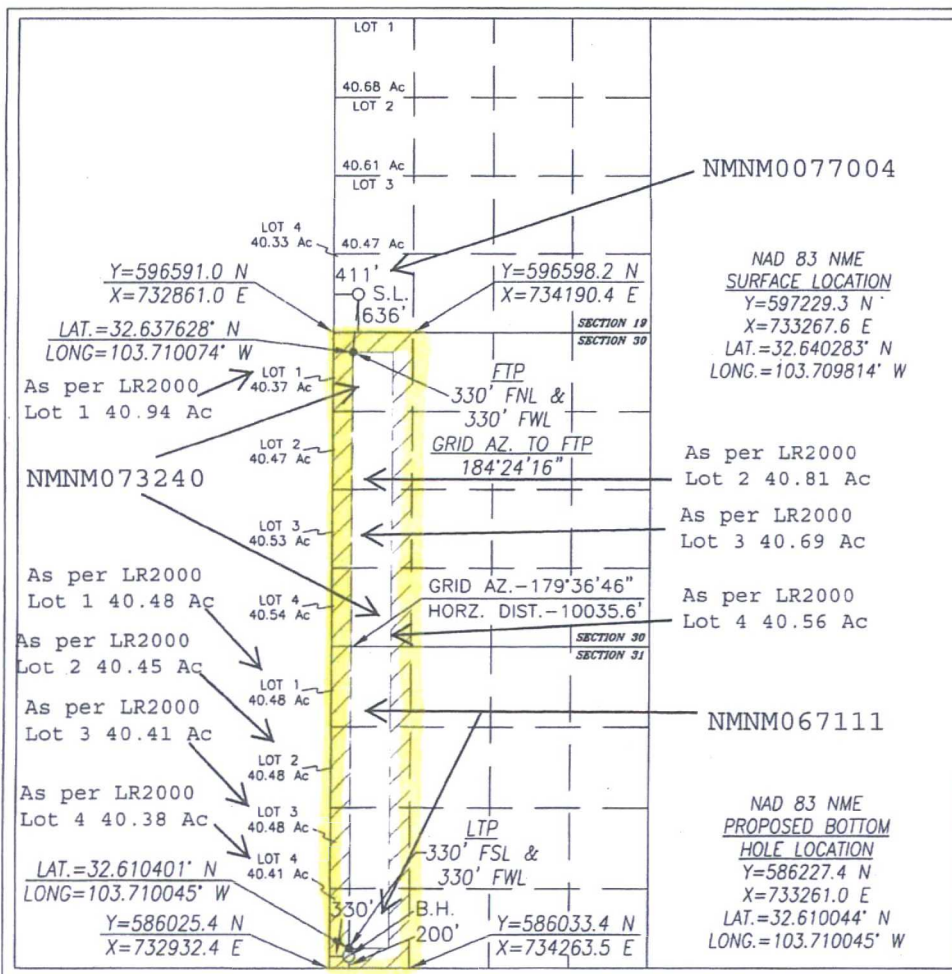 LOT 1
40.68 Ac
LOT 2
40.61 Ac
LOT 3
NMNM0077004
LOT 4
40.33 Ac
40.47 Ac
411'
S.L.
636'
Y=596591.0 N
X=732861.0 E
Y=596598.2 N
X=734190.4 E
NAD 83 NME
SURFACE LOCATION
Y=597229.3 N
X=733267.6 E
LAT.=32.640283° N
LONG.=103.709814° W
SECTION 19
SECTION 30
LAT.=32.637628° N
LONG=103.710074° W
As per LR2000
Lot 1 40.94 Ac
LOT 1
40.37 Ac
FTP
330' FNL &
330' FWL
GRID AZ. TO FTP
184°24'16"
LOT 2
40.47 Ac
NMNM073240
As per LR2000
Lot 2 40.81 Ac
As per LR2000
Lot 3 40.69 Ac
LOT 3
40.53 Ac
As per LR2000
Lot 1 40.48 Ac
LOT 4
40.54 Ac
GRID AZ.-179°36'46"
HORZ. DIST.-10035.6'
As per LR2000
Lot 4 40.56 Ac
SECTION 30
SECTION 31
As per LR2000
Lot 2 40.45 Ac
LOT 1
40.48 Ac
As per LR2000
Lot 3 40.41 Ac
NMNM067111
LOT 2
40.48 Ac
As per LR2000
Lot 4 40.38 Ac
LOT 3
40.48 Ac
LOT 4
40.41 Ac
LTP
330' FSL &
330' FWL
NAD 83 NME
PROPOSED BOTTOM
HOLE LOCATION
Y=586227.4 N
X=733261.0 E
LAT.=32.610044° N
LONG.=103.710045° W
LAT.=32.610401° N
LONG=103.710045° W
330'
B.H.
200'
Y=586025.4 N
X=732932.4 E
Y=586033.4 N
X=734263.5 E